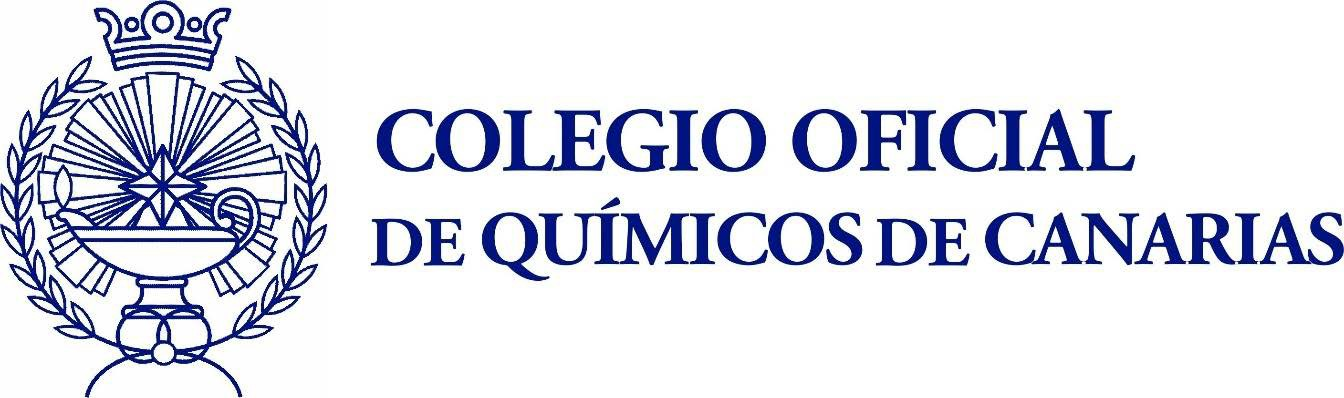 COLEGIO OFICIAL
DE QUÍMICOS DE CANARIAS